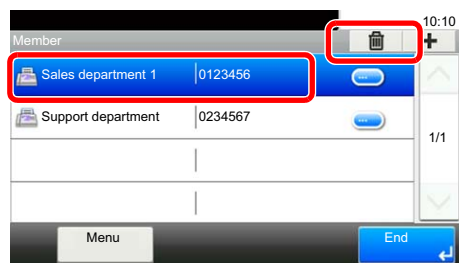 10:10
Member
Sales department 1 0123456
Support department 0234567
1/1
Menu End